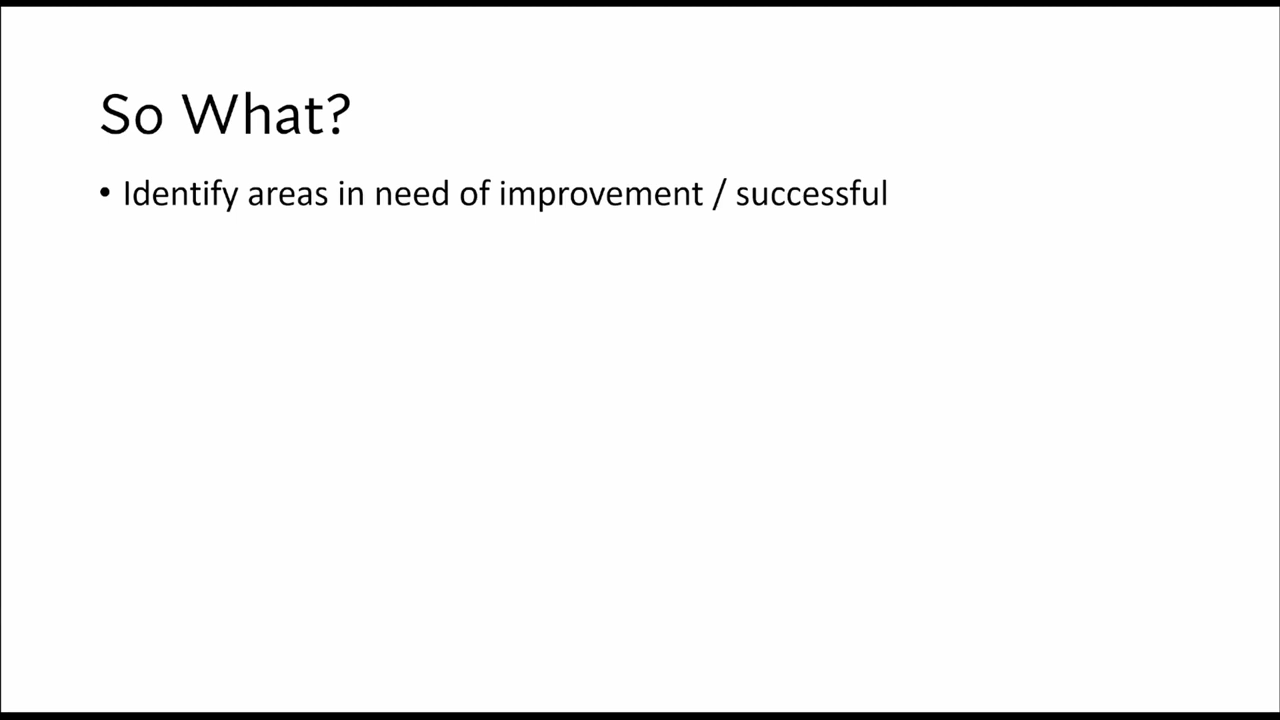 So What?
• Identify areas in need of improvement / successful